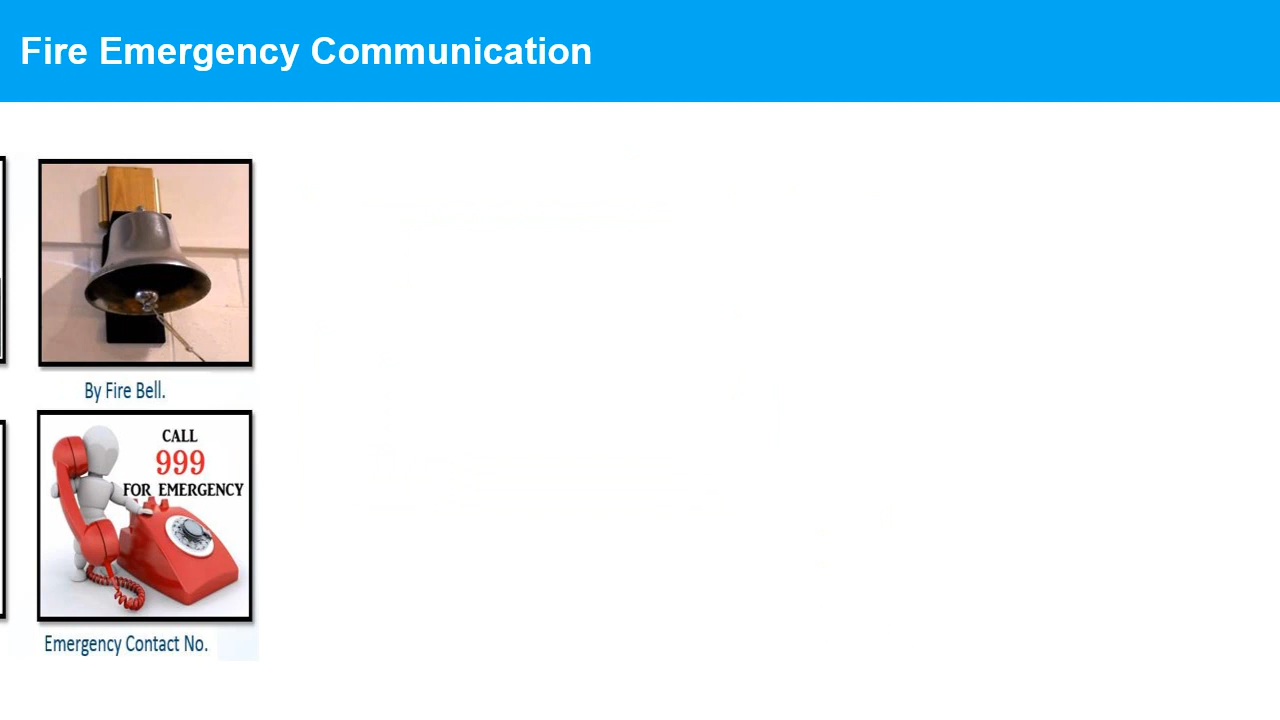 Fire Emergency Communication
By Fire Bell.
CALL
999
FOR EMERGENCY
Emergency Contact No.